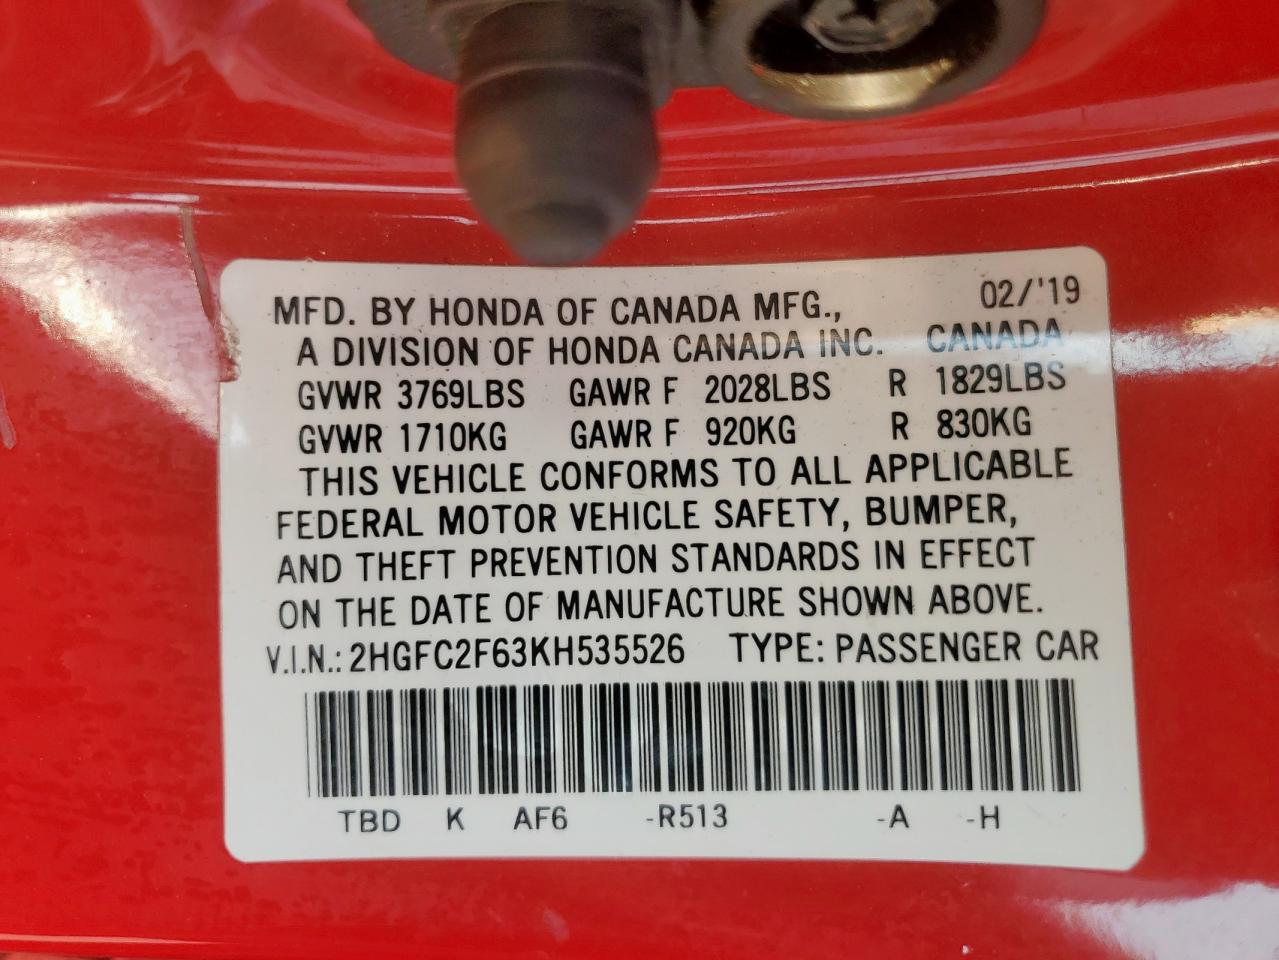 MFD. BY HONDA OF CANADA MFG., 02/'19
A DIVISION OF HONDA CANADA INC. CANADA
GVWR 3769LBS GAWR F 2028LBS R 1829LBS
GVWR 1710KG GAWR F 920KG R 830KG
THIS VEHICLE CONFORMS TO ALL APPLICABLE
FEDERAL MOTOR VEHICLE SAFETY, BUMPER,
AND THEFT PREVENTION STANDARDS IN EFFECT
ON THE DATE OF MANUFACTURE SHOWN ABOVE.
V.I.N.: 2HGFC2F63KH535526 TYPE: PASSENGER CAR
TBD K AF6 -R513 -A -H